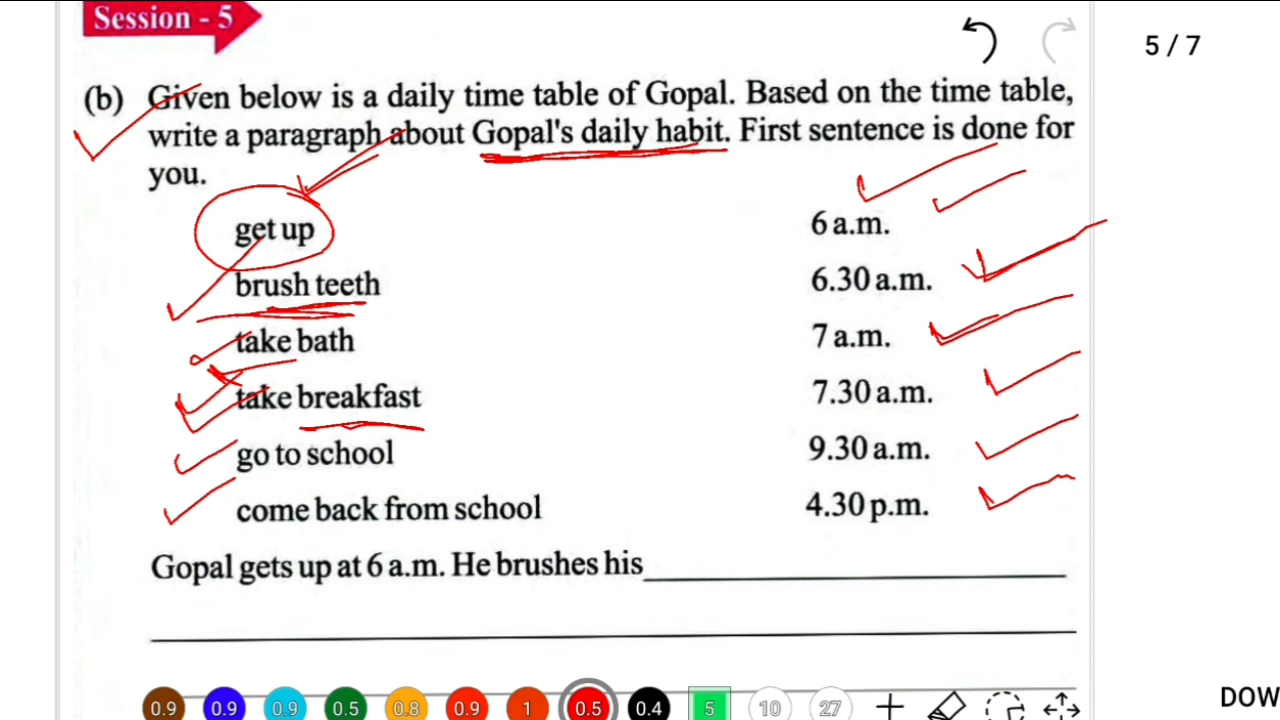 Session - 5
5 / 7
(b) Given below is a daily time table of Gopal. Based on the time table,
write a paragraph about Gopal's daily habit. First sentence is done for
you.
get up 6 a.m.
brush teeth 6.30 a.m.
take bath 7 a.m.
take breakfast 7.30 a.m.
go to school 9.30 a.m.
come back from school 4.30 p.m.
Gopal gets up at 6 a.m. He brushes his
0.9 0.9 0.9 0.5 0.8 0.9 1 0.5 0.4 5 10 27
DOW